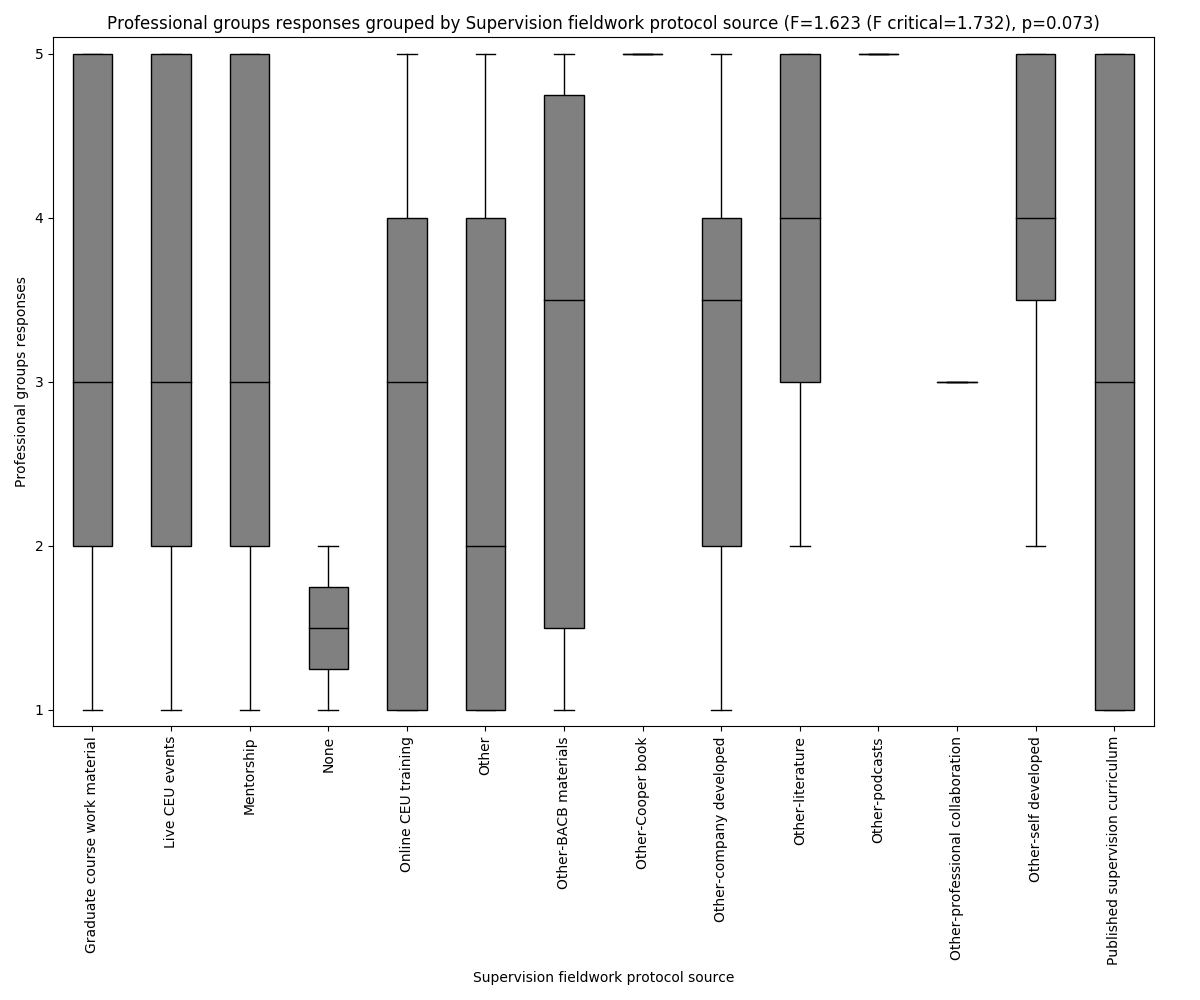 Professional groups responses grouped by Supervision fieldwork protocol source (F=1.623 (F critical=1.732), p=0.073)
Professional groups responses
5
4
3
2
1
Graduate course work material
Live CEU events
Mentorship
None
Online CEU training
Other
Other-BACB materials
Other-Cooper book
Other-company developed
Other-literature
Other-podcasts
Other-professional collaboration
Other-self developed
Published supervision curriculum
Supervision fieldwork protocol source